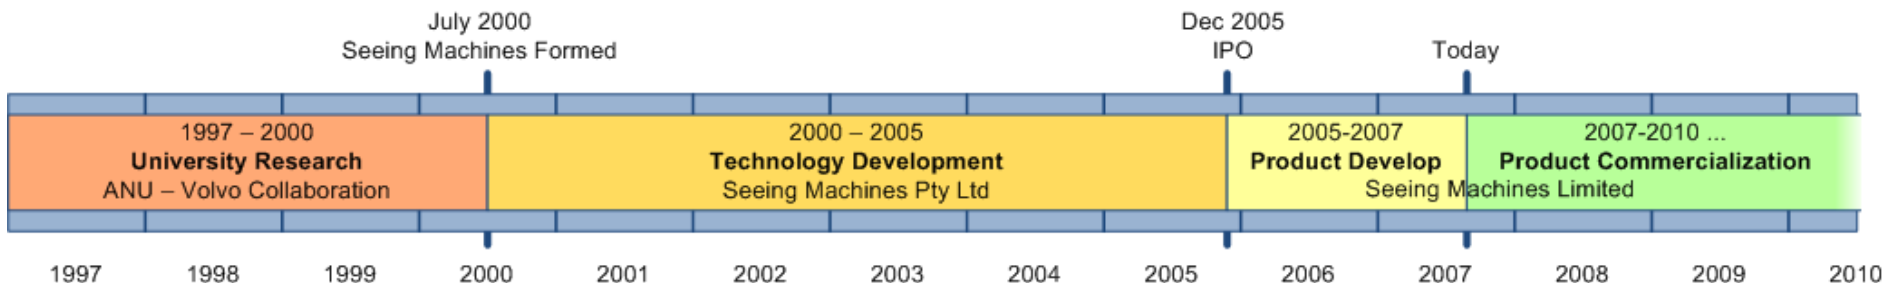 July 2000
Seeing Machines Formed
Dec 2005
IPO
Today
1997 – 2000
University Research
ANU – Volvo Collaboration
2000 – 2005
Technology Development
Seeing Machines Pty Ltd
2005-2007
Product Develop
2007-2010 ...
Product Commercialization
Seeing Machines Limited
1997 1998 1999 2000 2001 2002 2003 2004 2005 2006 2007 2008 2009 2010